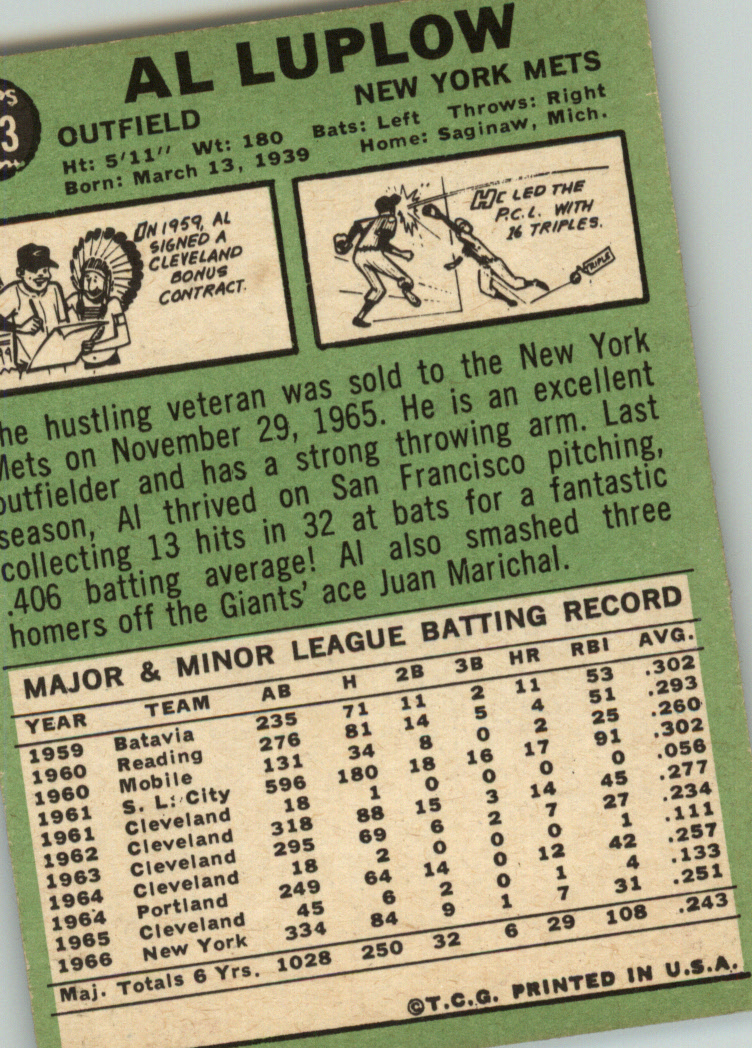 AL LUPLOW
3
OUTFIELD NEW YORK METS
Ht: 5'11" Wt: 180 Bats: Left Throws: Right
Born: March 13, 1939 Home: Saginaw, Mich.
IN 1959, AL
SIGNED A
CLEVELAND
BONUS
CONTRACT.
HE LED THE
P.C.L. WITH
16 TRIPLES.
TRIPLE
he hustling veteran was sold to the New York
Mets on November 29, 1965. He is an excellent
outfielder and has a strong throwing arm. Last
season, Al thrived on San Francisco pitching,
collecting 13 hits in 32 at bats for a fantastic
.406 batting average! Al also smashed three
homers off the Giants' ace Juan Marichal.
MAJOR & MINOR LEAGUE BATTING RECORD
YEAR TEAM AB H 2B 3B HR RBI AVG.
1959 Batavia 235 71 11 2 11 53 .302
1960 Reading 276 81 14 5 4 51 .293
1960 Mobile 131 34 8 0 2 25 .260
1961 S. L. City 596 180 18 16 17 91 .302
1961 Cleveland 18 1 0 0 0 0 .056
1962 Cleveland 318 88 15 3 14 45 .277
1963 Cleveland 295 69 6 2 7 27 .234
1964 Cleveland 18 2 0 0 0 1 .111
1964 Portland 249 64 14 0 12 42 .257
1965 Cleveland 45 6 2 0 1 4 .133
1966 New York 334 84 9 1 7 31 .251
Maj. Totals 6 Yrs. 1028 250 32 6 29 108 .243
©T.C.G. PRINTED IN U.S.A.